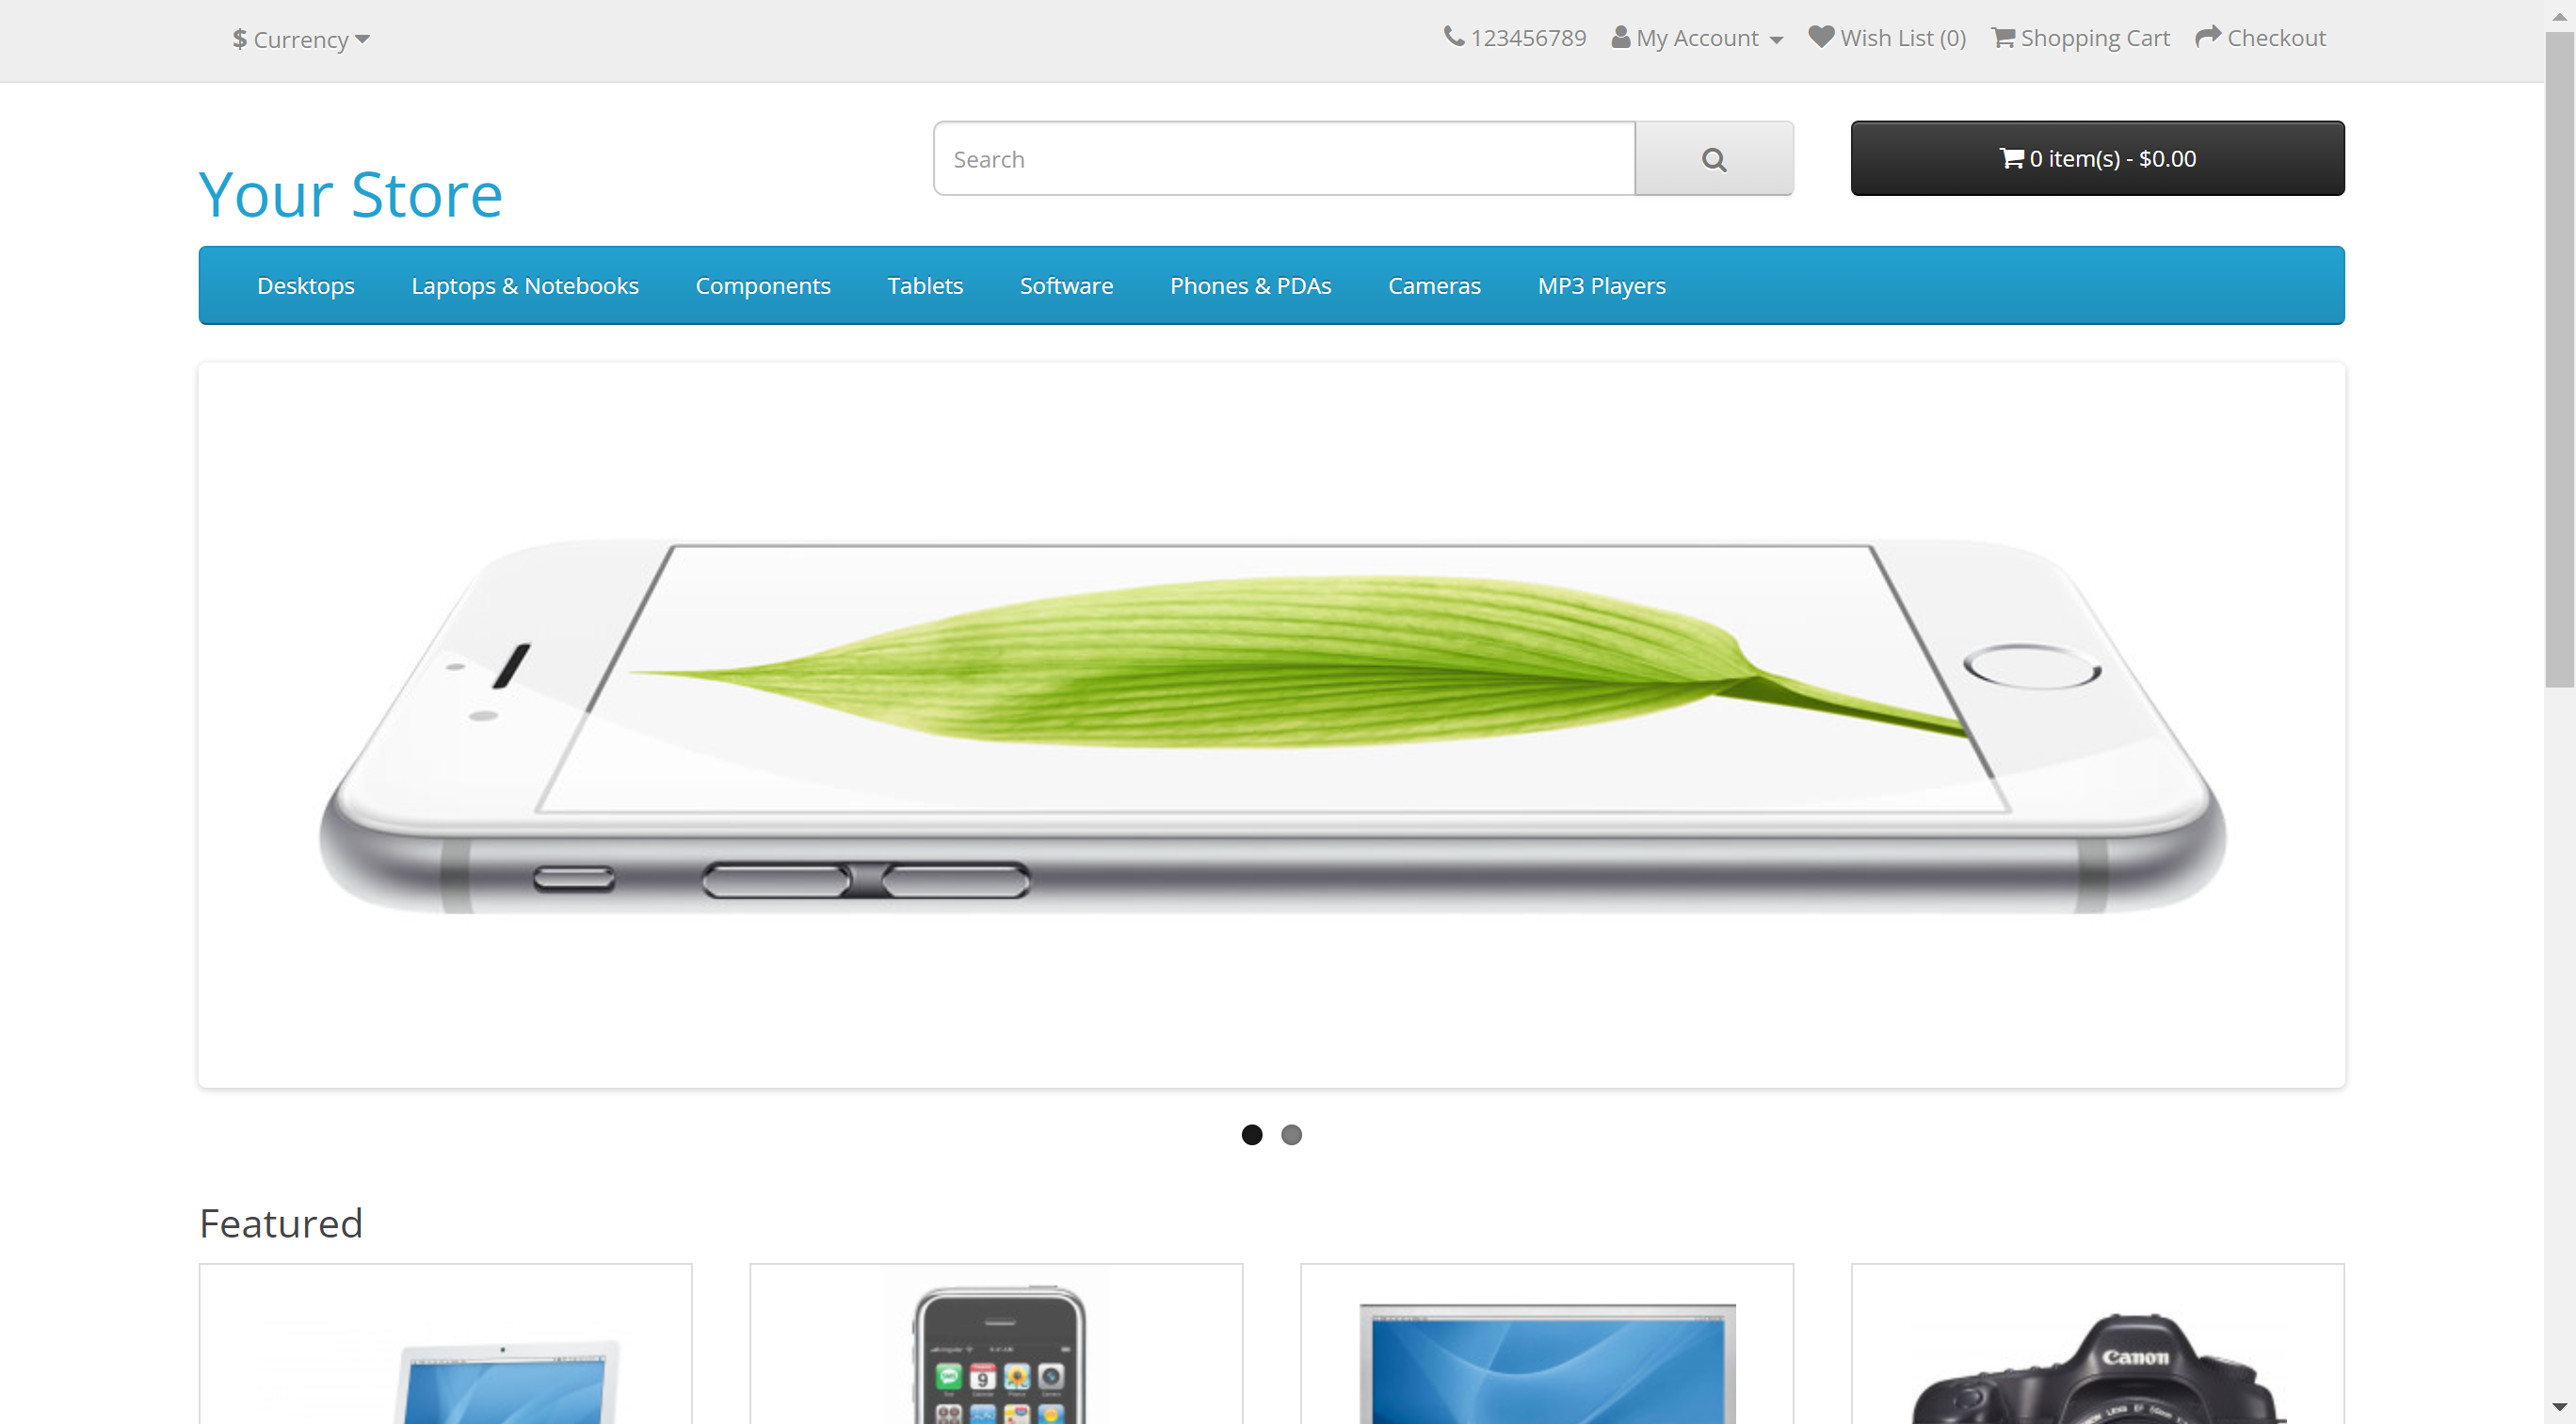 $ Currency
123456789 My Account Wish List (0) Shopping Cart Checkout
Your Store
Search
0 item(s) - $0.00
Desktops Laptops & Notebooks Components Tablets Software Phones & PDAs Cameras MP3 Players
Featured
9
Canon